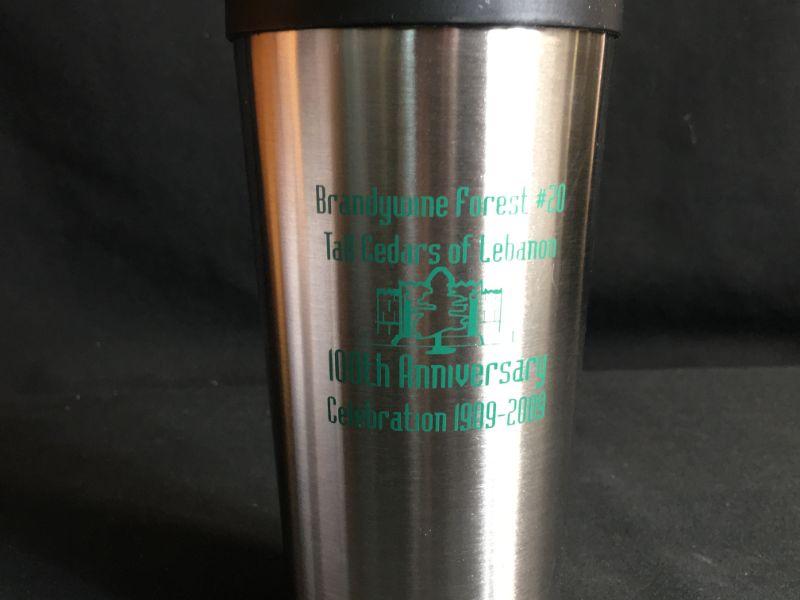 Brandywine Forest #20
Tall Cedars of Lebanon
100th Anniversary
Celebration 1909-2009